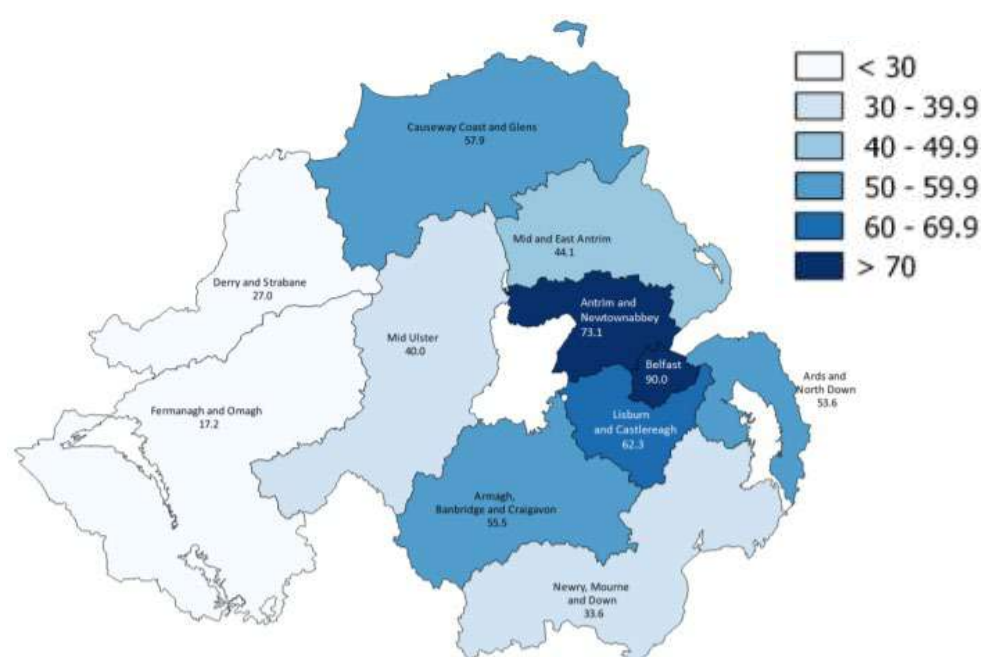 < 30
30 - 39.9
40 - 49.9
50 - 59.9
60 - 69.9
> 70
Causeway Coast and Glens
57.9
Mid and East Antrim
44.1
Derry and Strabane
27.0
Antrim and
Newtownabbey
73.1
Mid Ulster
40.0
Belfast
90.0
Ards and
North Down
53.6
Fermanagh and Omagh
17.2
Lisburn
and Castlereagh
62.3
Armagh,
Banbridge and Craigavon
55.5
Newry, Mourne
and Down
33.6